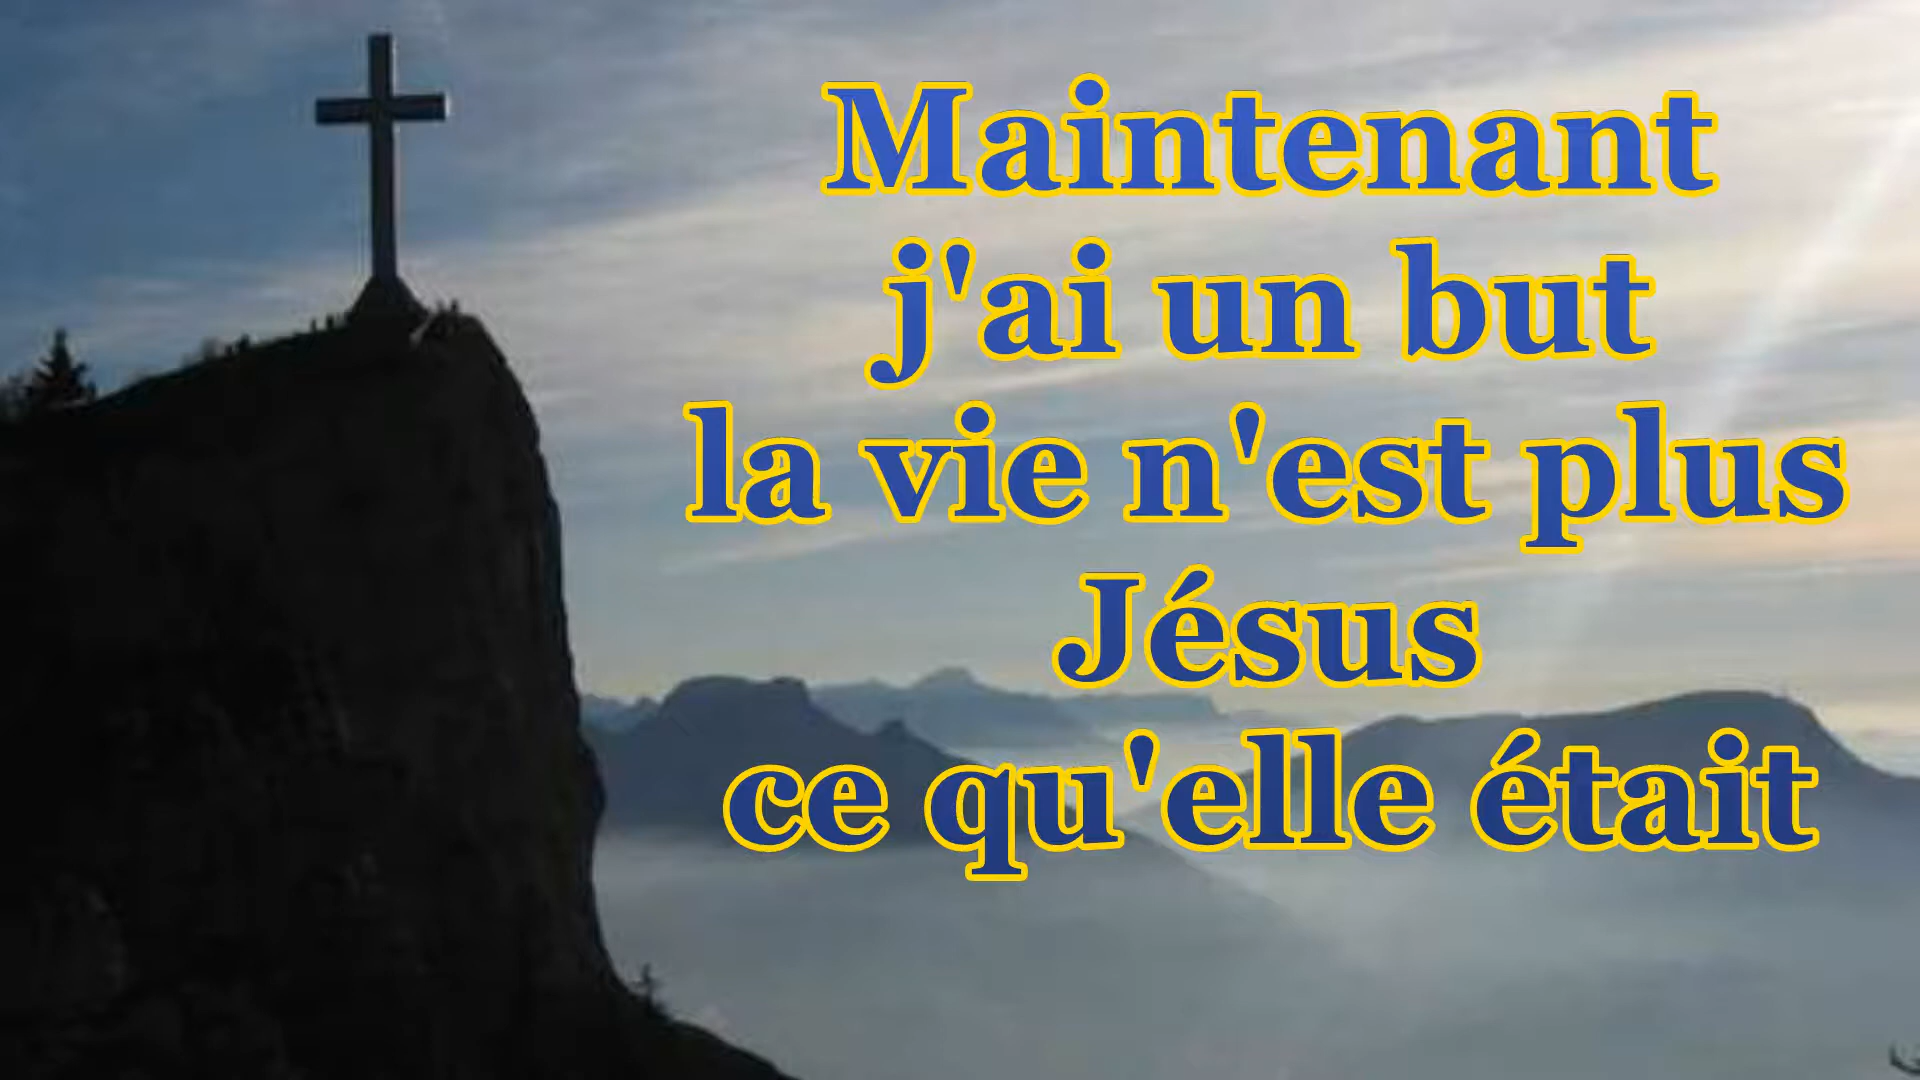 Maintenant
j'ai un but
la vie n'est plus
Jésus
ce qu'elle était